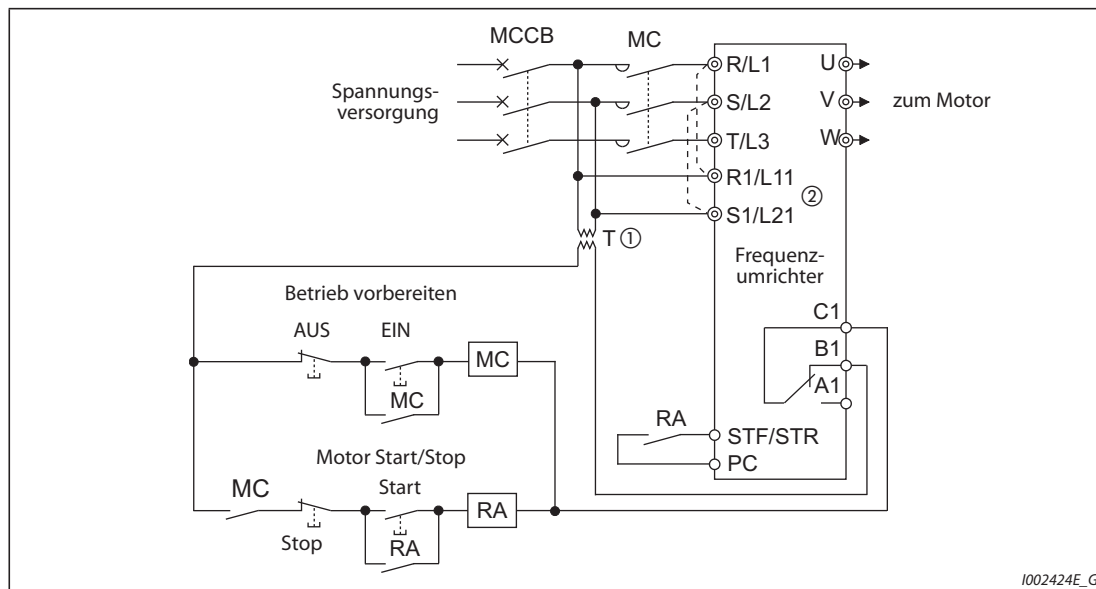 MCCB
MC
Spannungs-
versorgung
R/L1
S/L2
T/L3
R1/L11
S1/L21
②
U
V
W
zum Motor
T ①
Frequenz-
umrichter
Betrieb vorbereiten
AUS
EIN
MC
MC
C1
B1
A1
RA
STF/STR
PC
Motor Start/Stop
MC
Start
RA
Stop
RA
I002424E_G